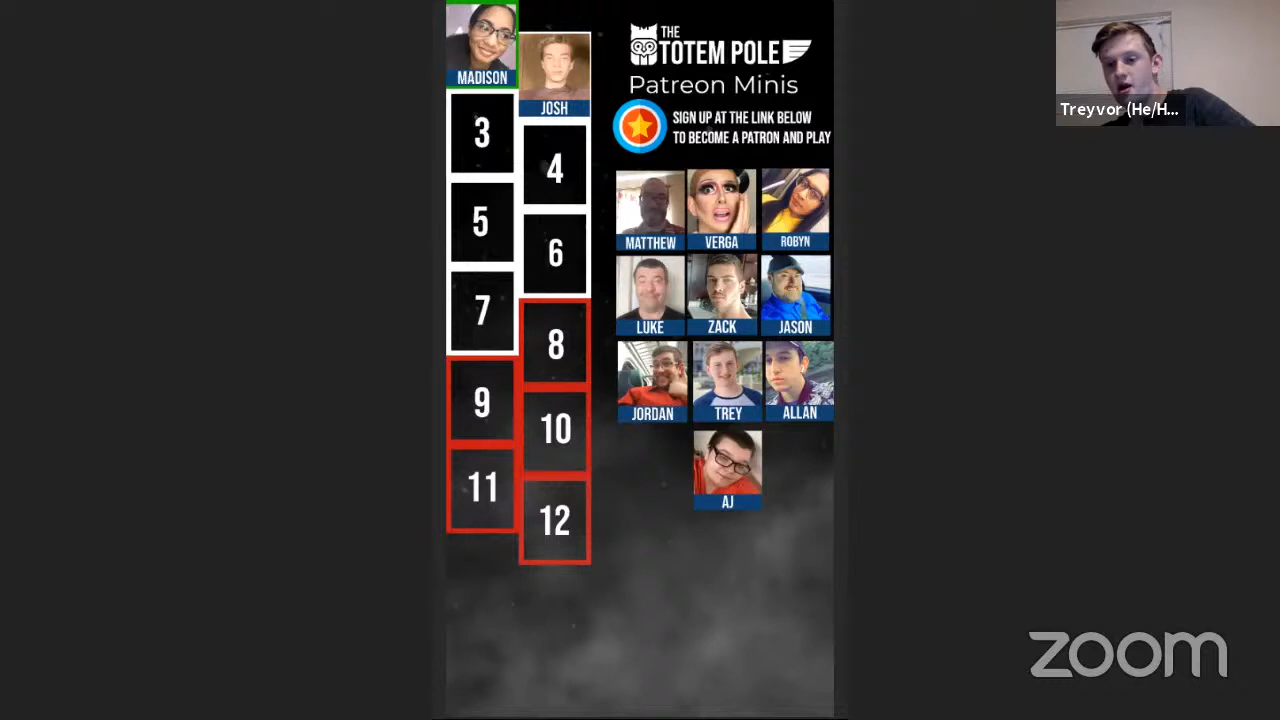 MADISON
JOSH
3
4
5
6
7
8
9
10
11
12
THE
TOTEM POLE
Patreon Minis
SIGN UP AT THE LINK BELOW
TO BECOME A PATRON AND PLAY
MATTHEW VERGA ROBYN
LUKE ZACK JASON
JORDAN TREY ALLAN
AJ
Treyvor (He/H...
zoom